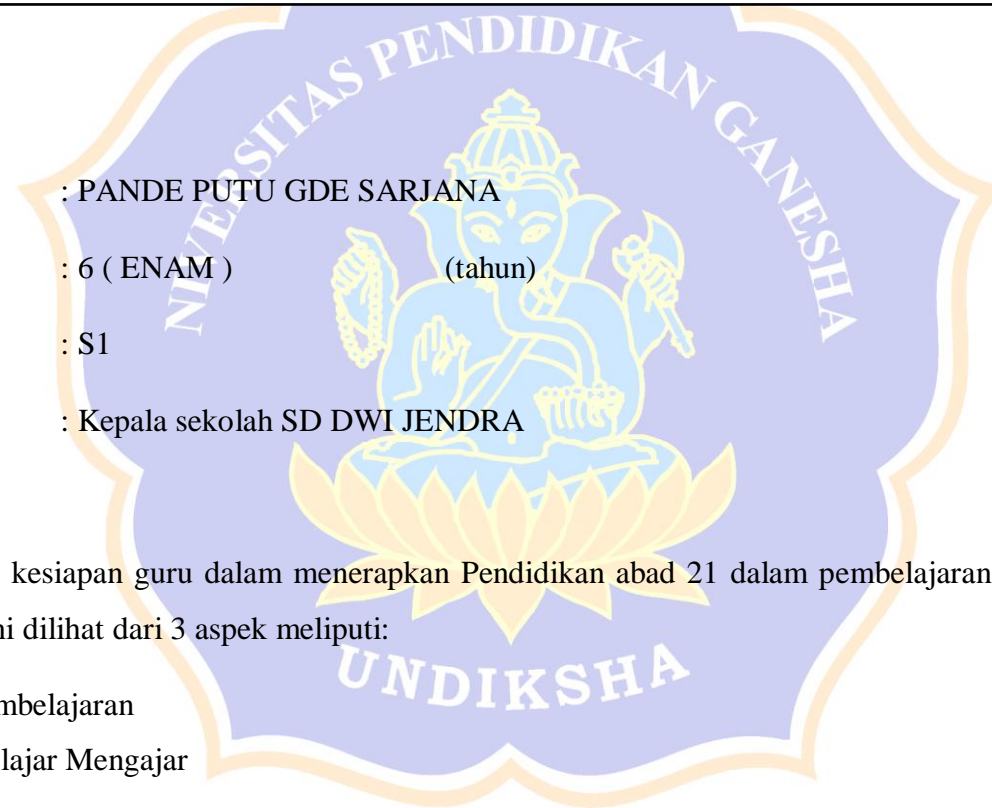 NIVERSITAS PENDIDIKAN GANESHA
: PANDE PUTU GDE SARJANA
: 6 ( ENAM ) (tahun)
: S1
: Kepala sekolah SD DWI JENDRA
kesiapan guru dalam menerapkan Pendidikan abad 21 dalam pembelajaran
ni dilihat dari 3 aspek meliputi:
UNDIKSHA
mbelajaran
lajar Mengajar